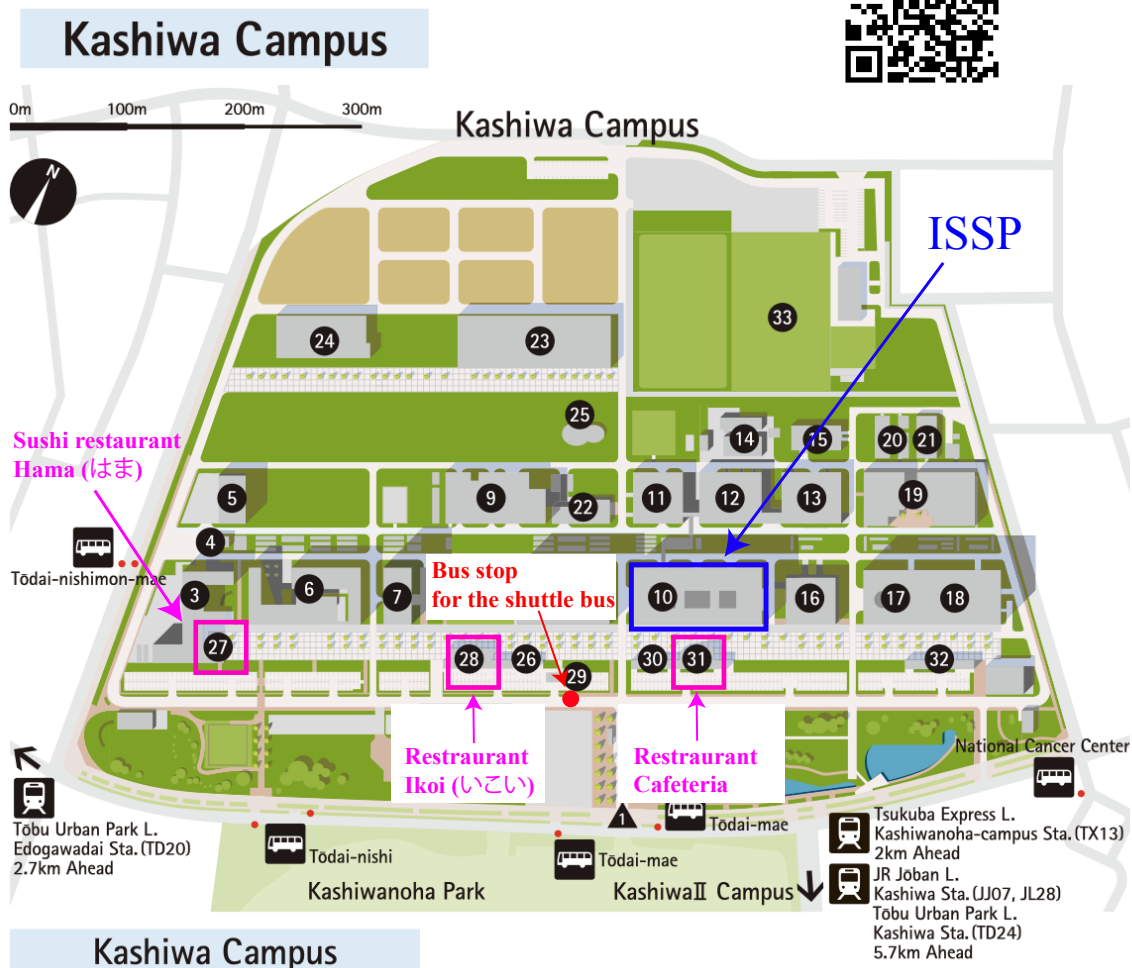 Kashiwa Campus
0m 100m 200m 300m
Kashiwa Campus
N
ISSP
33
24
23
25
14
15
20
21
Sushi restaurant
Hama (はま)
5
9
22
11
12
13
19
4
Tōdai-nishimon-mae
3
6
7
Bus stop
for the shuttle bus
10
16
17
18
27
28
26
29
30
31
32
Restraurant
Ikoi (いこい)
Restraurant
Cafeteria
National Cancer Center
Tōbu Urban Park L.
Edogawadai Sta. (TD20)
2.7km Ahead
Tōdai-nishi
1
Tōdai-mae
Tōdai-mae
Kashiwanoha Park
KashiwaⅡ Campus
Tsukuba Express L.
Kashiwanoha-campus Sta. (TX13)
2km Ahead
JR Jōban L.
Kashiwa Sta. (JJ07, JL28)
Tōbu Urban Park L.
Kashiwa Sta. (TD24)
5.7km Ahead
Kashiwa Campus